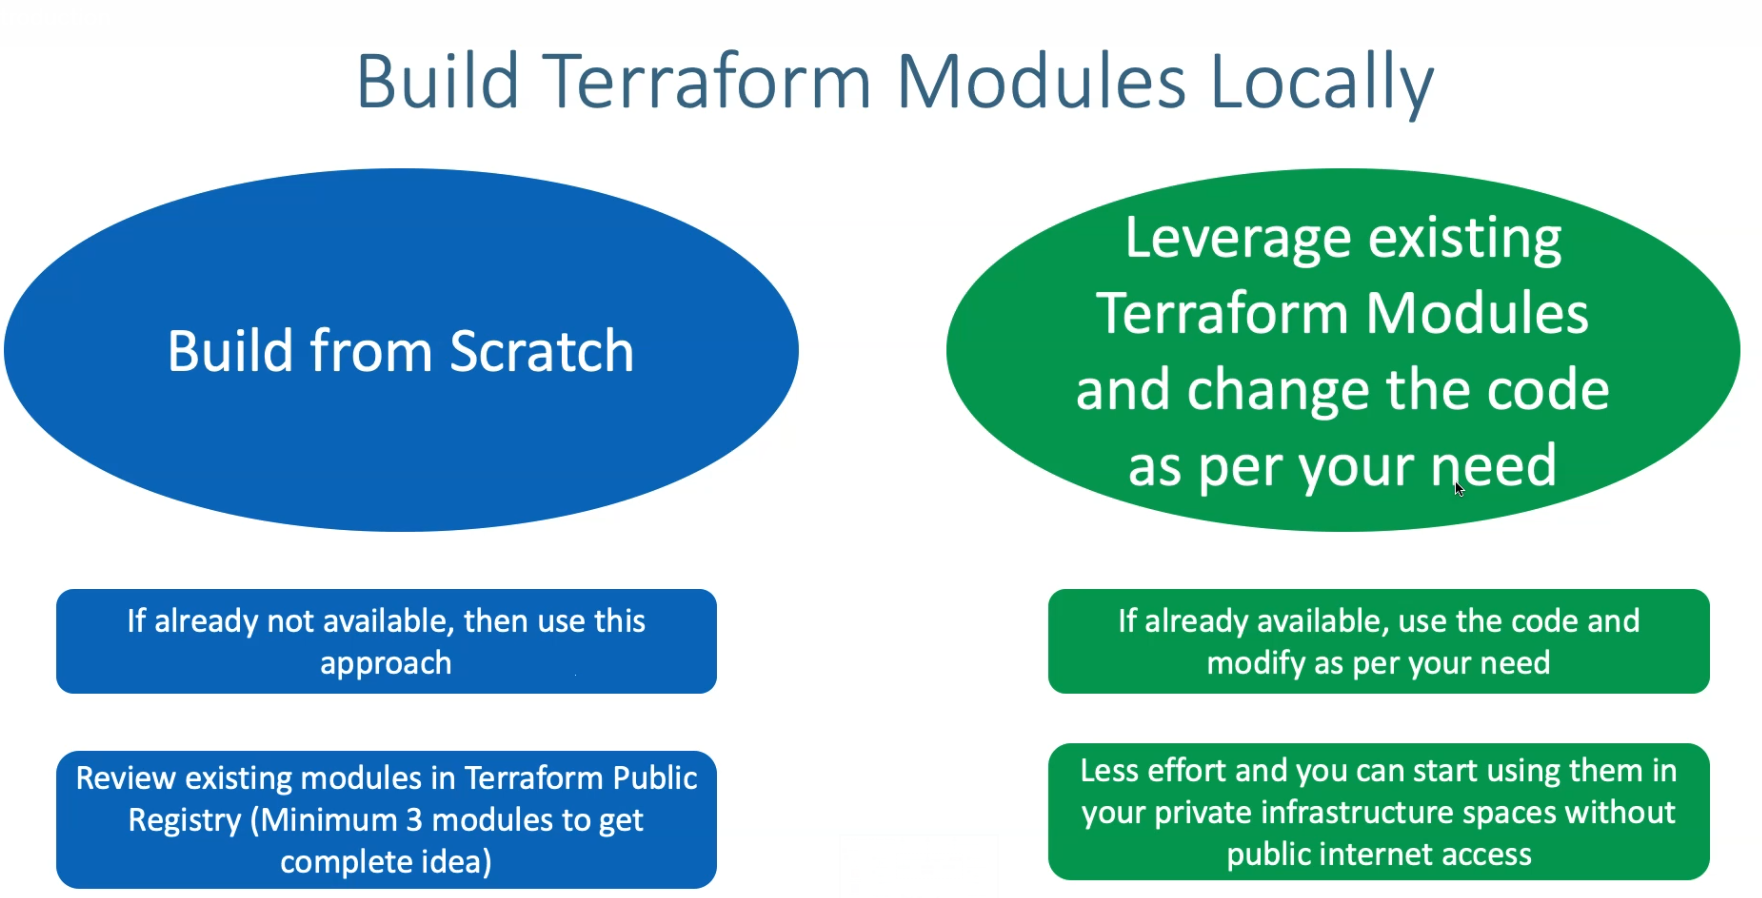 Build Terraform Modules Locally
Build from Scratch
Leverage existing
Terraform Modules
and change the code
as per your need
If already not available, then use this
approach
If already available, use the code and
modify as per your need
Review existing modules in Terraform Public
Registry (Minimum 3 modules to get
complete idea)
Less effort and you can start using them in
your private infrastructure spaces without
public internet access